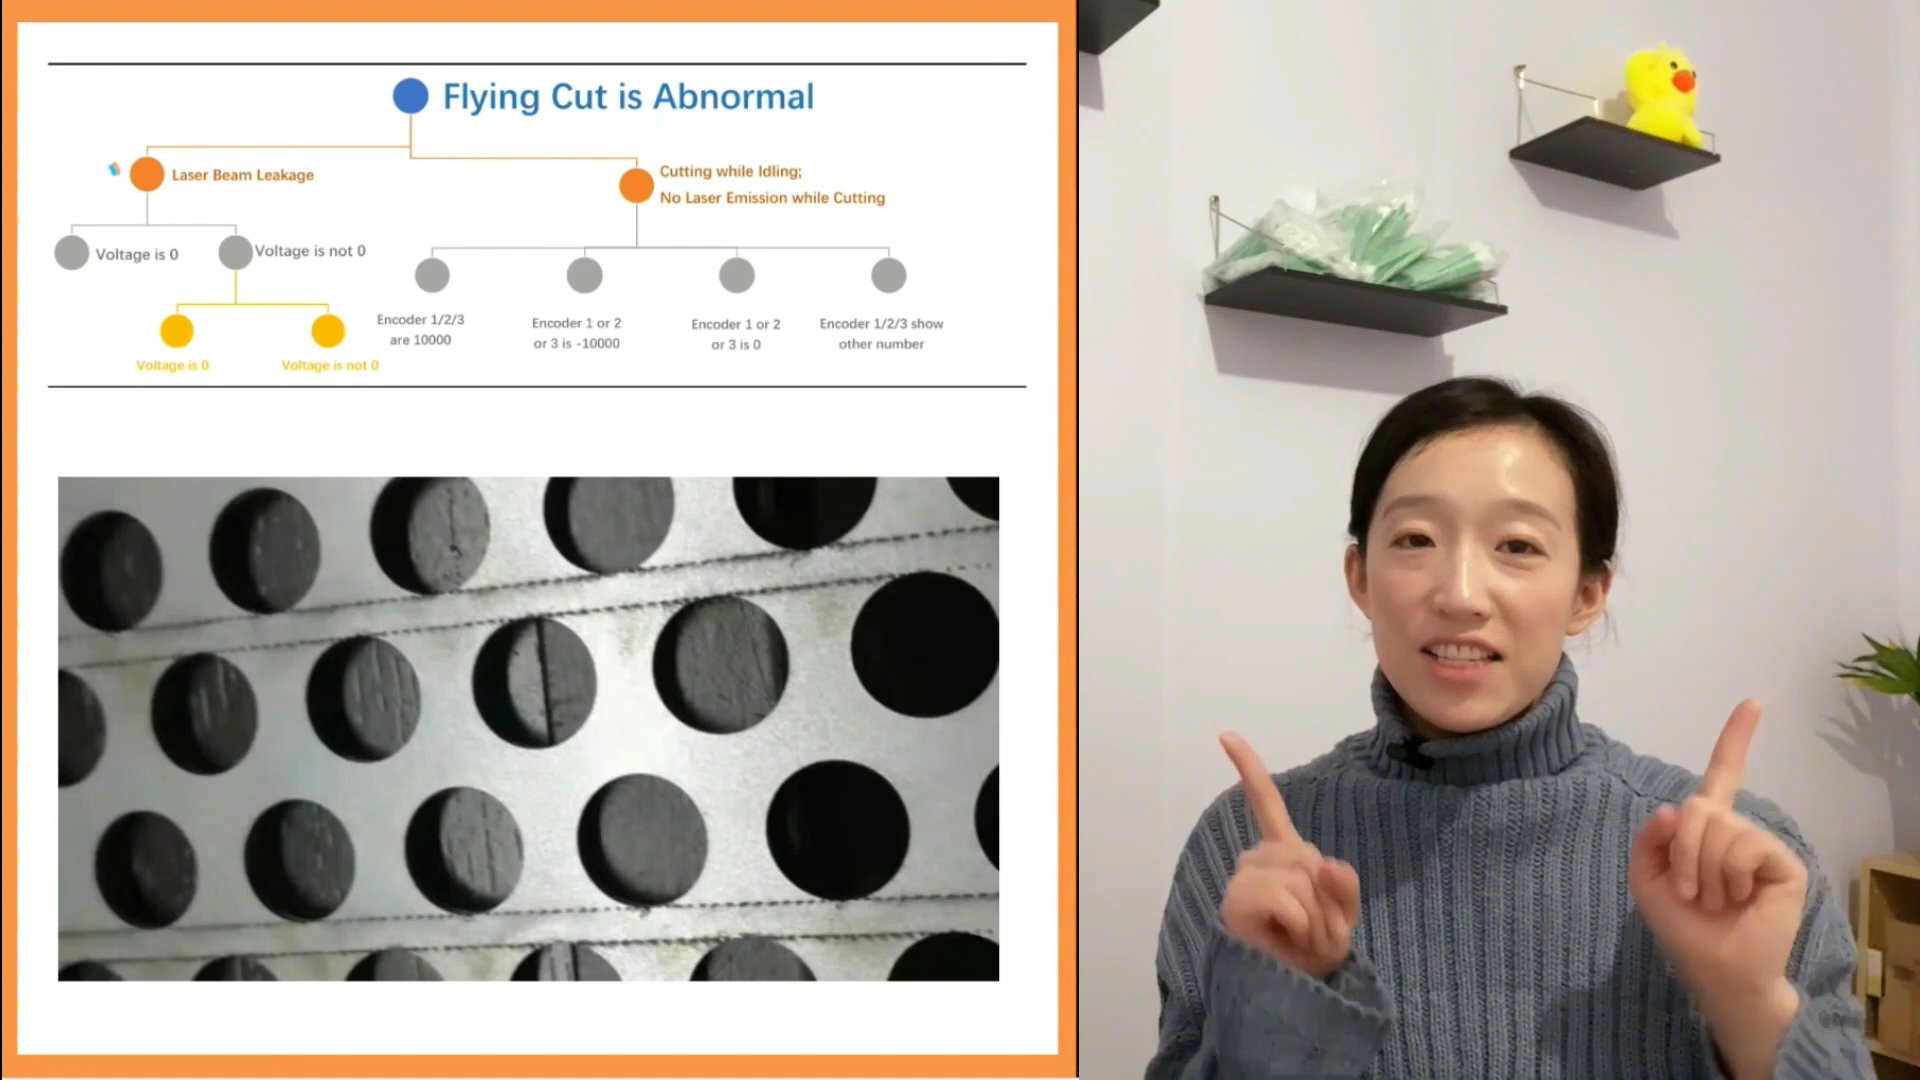 Flying Cut is Abnormal
Laser Beam Leakage
Cutting while Idling;
No Laser Emission while Cutting
Voltage is 0
Voltage is not 0
Encoder 1/2/3
are 10000
Encoder 1 or 2
or 3 is -10000
Encoder 1 or 2
or 3 is 0
Encoder 1/2/3 show
other number
Voltage is 0
Voltage is not 0